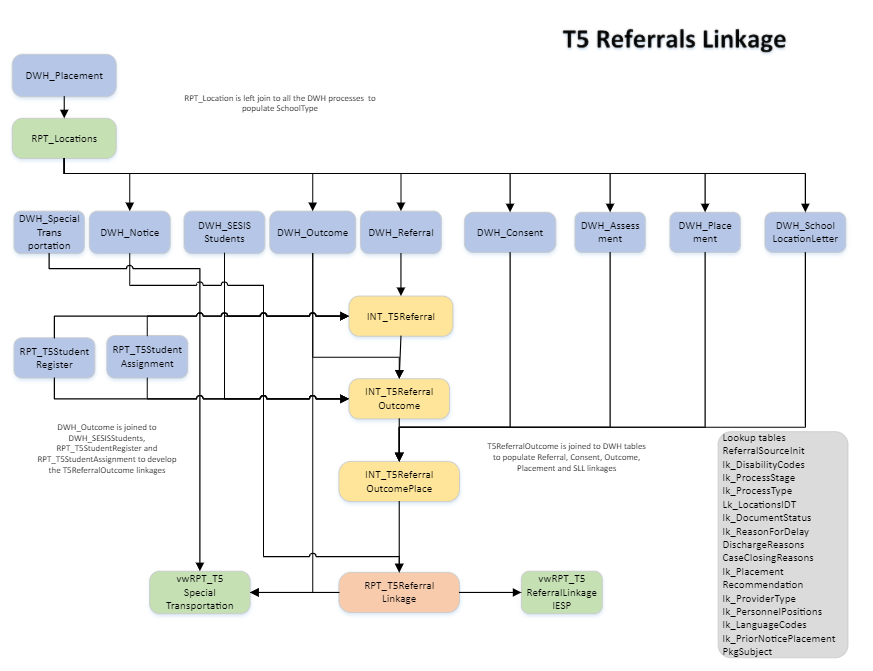 T5 Referrals Linkage
DWH_Placement
RPT_Location is left join to all the DWH processes to
populate SchoolType
RPT_Locations
DWH_Special
Trans
portation
DWH_Notice
DWH_SESIS
Students
DWH_Outcome
DWH_Referral
DWH_Consent
DWH_Assess
ment
DWH_Place
ment
DWH_School
LocationLetter
INT_T5Referral
RPT_T5Student
Register
RPT_T5Student
Assignment
INT_T5Referral
Outcome
DWH_Outcome is joined to
DWH_SESISStudents,
RPT_T5StudentRegister and
RPT_T5StudentAssignment to develop
the T5ReferralOutcome linkages
T5ReferralOutcome is joined to DWH tables
to populate Referral, Consent, Outcome,
Placement and SLL linkages
INT_T5Referral
OutcomePlace
Lookup tables
ReferralSourceInit
lk_DisabilityCodes
lk_ProcessStage
lk_ProcessType
Lk_LocationsIDT
lk_DocumentStatus
lk_ReasonForDelay
DischargeReasons
CaseClosingReasons
lk_Placement
Recommendation
lk_ProviderType
lk_PersonnelPositions
lk_LanguageCodes
lk_PriorNoticePlacement
PkgSubject
vwRPT_T5
Special
Transportation
RPT_T5Referral
Linkage
vwRPT_T5
ReferralLinkage
IESP